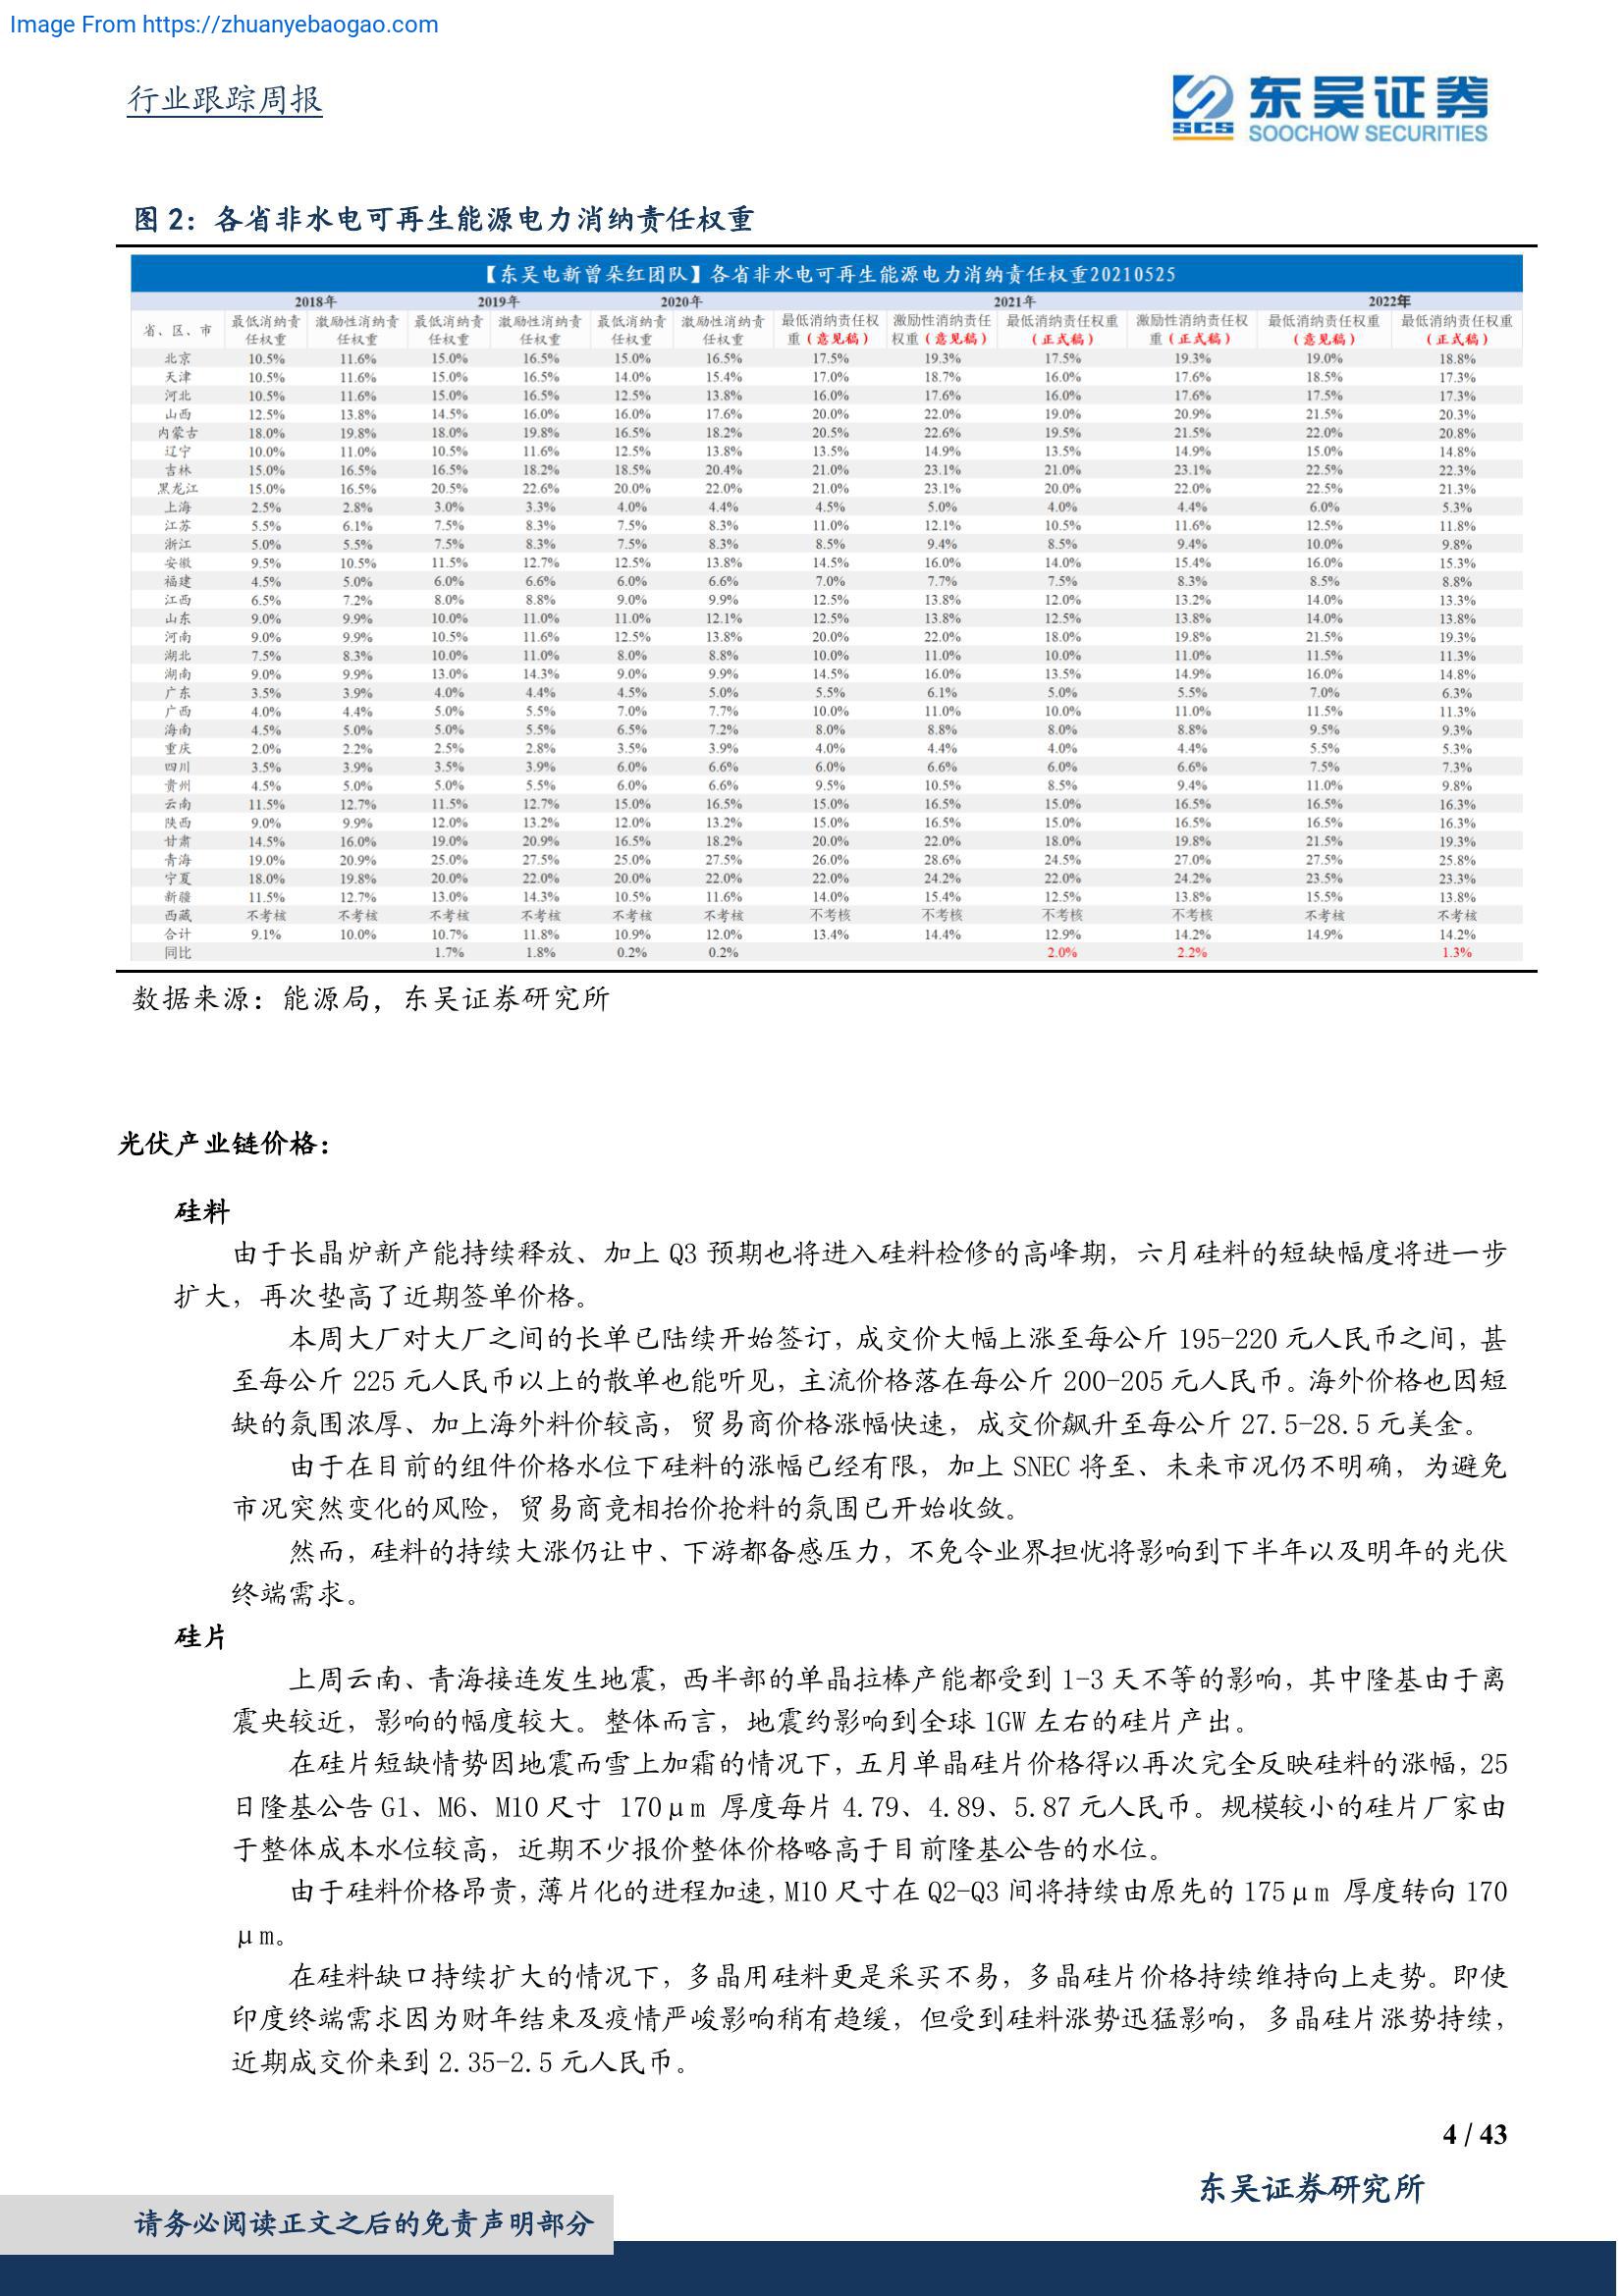 Image From https://zhuanyebaogao.com
行业跟踪周报
东吴证券
SCS
SOOCHOW SECURITIES
图 2：各省非水电可再生能源电力消纳责任权重
【东吴电新曾朵红团队】各省非水电可再生能源电力消纳责任权重20210525
2018年 2019年 2020年 2021年 2022年
省、区、市 最低消纳责任权重 激励性消纳责任权重 最低消纳责任权重 激励性消纳责任权重 最低消纳责任权重 激励性消纳责任权重 最低消纳责任权重（意见稿） 激励性消纳责任权重（意见稿） 最低消纳责任权重（正式稿） 激励性消纳责任权重（正式稿） 最低消纳责任权重（意见稿） 最低消纳责任权重（正式稿）
北京 10.5% 11.6% 15.0% 16.5% 15.0% 16.5% 17.5% 19.3% 17.5% 19.3% 19.0% 18.8%
天津 10.5% 11.6% 15.0% 16.5% 14.0% 15.4% 17.0% 18.7% 16.0% 17.6% 18.5% 17.3%
河北 10.5% 11.6% 15.0% 16.5% 12.5% 13.8% 16.0% 17.6% 16.0% 17.6% 17.5% 17.3%
山西 12.5% 13.8% 14.5% 16.0% 16.0% 17.6% 20.0% 22.0% 19.0% 20.9% 21.5% 20.3%
内蒙古 18.0% 19.8% 18.0% 19.8% 16.5% 18.2% 20.5% 22.6% 19.5% 21.5% 22.0% 20.8%
辽宁 10.0% 11.0% 10.5% 11.6% 12.5% 13.8% 13.5% 14.9% 13.5% 14.9% 15.0% 14.8%
吉林 15.0% 16.5% 16.5% 18.2% 18.5% 20.4% 21.0% 23.1% 21.0% 23.1% 22.5% 22.3%
黑龙江 15.0% 16.5% 20.5% 22.6% 20.0% 22.0% 21.0% 23.1% 20.0% 22.0% 22.5% 21.3%
上海 2.5% 2.8% 3.0% 3.3% 4.0% 4.4% 4.5% 5.0% 4.0% 4.4% 6.0% 5.3%
江苏 5.5% 6.1% 7.5% 8.3% 7.5% 8.3% 11.0% 12.1% 10.5% 11.6% 12.5% 11.8%
浙江 5.0% 5.5% 7.5% 8.3% 7.5% 8.3% 8.5% 9.4% 8.5% 9.4% 10.0% 9.8%
安徽 9.5% 10.5% 11.5% 12.7% 12.5% 13.8% 14.5% 16.0% 14.0% 15.4% 16.0% 15.3%
福建 4.5% 5.0% 6.0% 6.6% 6.0% 6.6% 7.0% 7.7% 7.5% 8.3% 8.5% 8.8%
江西 6.5% 7.2% 8.0% 8.8% 9.0% 9.9% 12.5% 13.8% 12.0% 13.2% 14.0% 13.3%
山东 9.0% 9.9% 10.0% 11.0% 11.0% 12.1% 12.5% 13.8% 12.5% 13.8% 14.0% 13.8%
河南 9.0% 9.9% 10.5% 11.6% 12.5% 13.8% 20.0% 22.0% 18.0% 19.8% 21.5% 19.3%
湖北 7.5% 8.3% 10.0% 11.0% 8.0% 8.8% 10.0% 11.0% 10.0% 11.0% 11.5% 11.3%
湖南 9.0% 9.9% 13.0% 14.3% 9.0% 9.9% 14.5% 16.0% 13.5% 14.9% 16.0% 14.8%
广东 3.5% 3.9% 4.0% 4.4% 4.5% 5.0% 5.5% 6.1% 5.0% 5.5% 7.0% 6.3%
广西 4.0% 4.4% 5.0% 5.5% 7.0% 7.7% 10.0% 11.0% 10.0% 11.0% 11.5% 11.3%
海南 4.5% 5.0% 5.0% 5.5% 6.5% 7.2% 8.0% 8.8% 8.0% 8.8% 9.5% 9.3%
重庆 2.0% 2.2% 2.5% 2.8% 3.5% 3.9% 4.0% 4.4% 4.0% 4.4% 5.5% 5.3%
四川 3.5% 3.9% 3.5% 3.9% 6.0% 6.6% 6.0% 6.6% 6.0% 6.6% 7.5% 7.3%
贵州 4.5% 5.0% 5.0% 5.5% 6.0% 6.6% 9.5% 10.5% 8.5% 9.4% 11.0% 9.8%
云南 11.5% 12.7% 11.5% 12.7% 15.0% 16.5% 15.0% 16.5% 15.0% 16.5% 16.5% 16.3%
陕西 9.0% 9.9% 12.0% 13.2% 12.0% 13.2% 15.0% 16.5% 15.0% 16.5% 16.5% 16.3%
甘肃 14.5% 16.0% 19.0% 20.9% 16.5% 18.2% 20.0% 22.0% 18.0% 19.8% 21.5% 19.3%
青海 19.0% 20.9% 25.0% 27.5% 25.0% 27.5% 26.0% 28.6% 24.5% 27.0% 27.5% 25.8%
宁夏 18.0% 19.8% 20.0% 22.0% 20.0% 22.0% 22.0% 24.2% 22.0% 24.2% 23.5% 23.3%
新疆 11.5% 12.7% 13.0% 14.3% 10.5% 11.6% 14.0% 15.4% 12.5% 13.8% 15.5% 13.8%
西藏 不考核 不考核 不考核 不考核 不考核 不考核 不考核 不考核 不考核 不考核 不考核 不考核
合计 9.1% 10.0% 10.7% 11.8% 10.9% 12.0% 13.4% 14.4% 12.9% 14.2% 14.9% 14.2%
同比 1.7% 1.8% 0.2% 0.2% 2.0% 2.2% 1.3%
数据来源：能源局，东吴证券研究所
光伏产业链价格：
硅料
由于长晶炉新产能持续释放、加上 Q3 预期也将进入硅料检修的高峰期，六月硅料的短缺幅度将进一步
扩大，再次垫高了近期签单价格。
本周大厂对大厂之间的长单已陆续开始签订，成交价大幅上涨至每公斤 195-220 元人民币之间，甚
至每公斤 225 元人民币以上的散单也能听见，主流价格落在每公斤 200-205 元人民币。海外价格也因短
缺的氛围浓厚、加上海外料价较高，贸易商价格涨幅快速，成交价飙升至每公斤 27.5-28.5 元美金。
由于在目前的组件价格水位下硅料的涨幅已经有限，加上 SNEC 将至、未来市况仍不明确，为避免
市况突然变化的风险，贸易商竞相抬价抢料的氛围已开始收敛。
然而，硅料的持续大涨仍让中、下游都备感压力，不免令业界担忧将影响到下半年以及明年的光伏
终端需求。
硅片
上周云南、青海接连发生地震，西半部的单晶拉棒产能都受到 1-3 天不等的影响，其中隆基由于离
震央较近，影响的幅度较大。整体而言，地震约影响到全球 1GW 左右的硅片产出。
在硅片短缺情势因地震而雪上加霜的情况下，五月单晶硅片价格得以再次完全反映硅料的涨幅，25
日隆基公告 G1、M6、M10 尺寸 170μm 厚度每片 4.79、4.89、5.87 元人民币。规模较小的硅片厂家由
于整体成本水位较高，近期不少报价整体价格略高于目前隆基公告的水位。
由于硅料价格昂贵，薄片化的进程加速，M10 尺寸在 Q2-Q3 间将持续由原先的 175μm 厚度转向 170
μm。
在硅料缺口持续扩大的情况下，多晶用硅料更是采买不易，多晶硅片价格持续维持向上走势。即使
印度终端需求因为财年结束及疫情严峻影响稍有趋缓，但受到硅料涨势迅猛影响，多晶硅片涨势持续，
近期成交价来到 2.35-2.5 元人民币。
4 / 43
东吴证券研究所
请务必阅读正文之后的免责声明部分